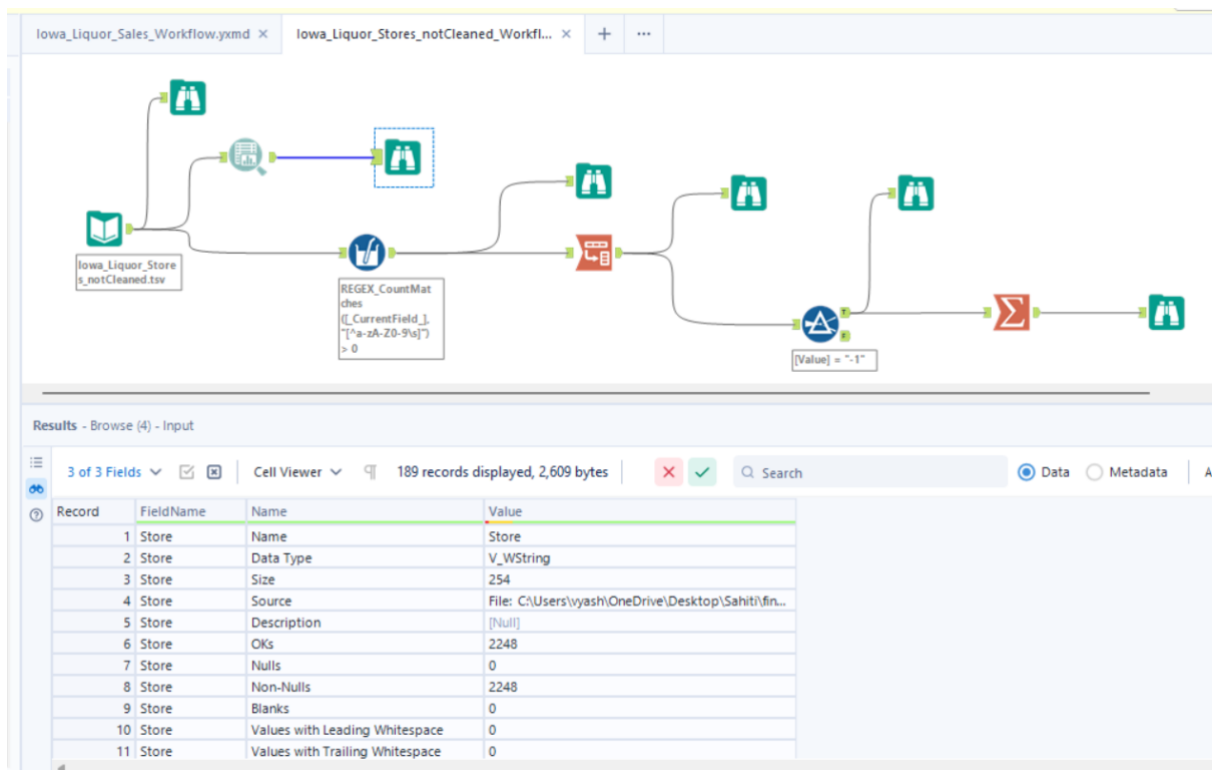 Iowa_Liquor_Sales_Workflow.yxmd ×
Iowa_Liquor_Stores_notCleaned_Workfl... ×
+
...
Iowa_Liquor_Store
s_notCleaned.tsv
REGEX_CountMat
ches
([_CurrentField_],
"[^a-zA-Z0-9\s]")
> 0
T
F
[Value] = "-1"
Results - Browse (4) - Input
3 of 3 Fields Cell Viewer 189 records displayed, 2,609 bytes Search Data Metadata A
Record FieldName Name Value
1 Store Name Store
2 Store Data Type V_WString
3 Store Size 254
4 Store Source File: C:\Users\vyash\OneDrive\Desktop\Sahiti\fin...
5 Store Description [Null]
6 Store OKs 2248
7 Store Nulls 0
8 Store Non-Nulls 2248
9 Store Blanks 0
10 Store Values with Leading Whitespace 0
11 Store Values with Trailing Whitespace 0